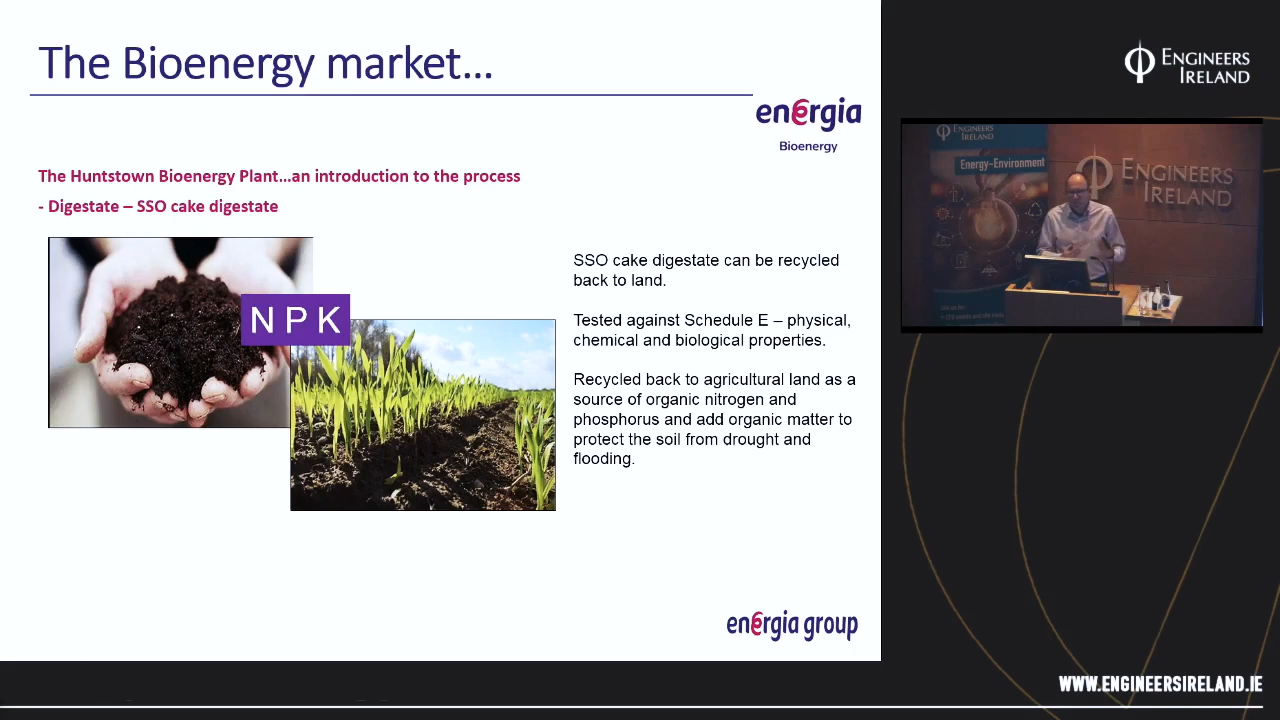 The Bioenergy market...
energia
Bioenergy
The Huntstown Bioenergy Plant...an introduction to the process
- Digestate – SSO cake digestate
N P K
SSO cake digestate can be recycled
back to land.
Tested against Schedule E – physical,
chemical and biological properties.
Recycled back to agricultural land as a
source of organic nitrogen and
phosphorus and add organic matter to
protect the soil from drought and
flooding.
energia group
ENGINEERS
IRELAND
ENGINEERS
IRELAND
Energy-Environment
ENGINEERS
IRELAND
WWW.ENGINEERSIRELAND.IE